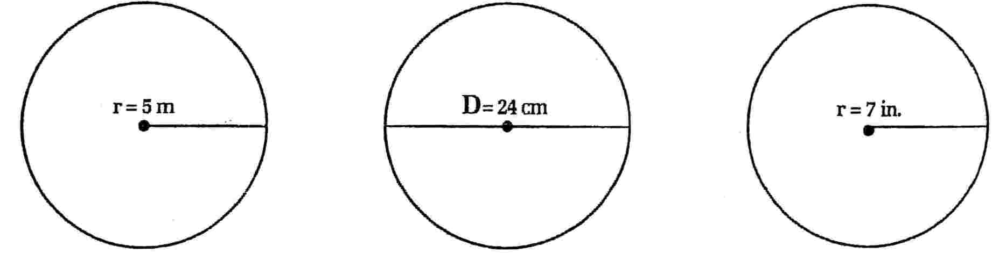 r = 5 m
D = 24 cm
r = 7 in.